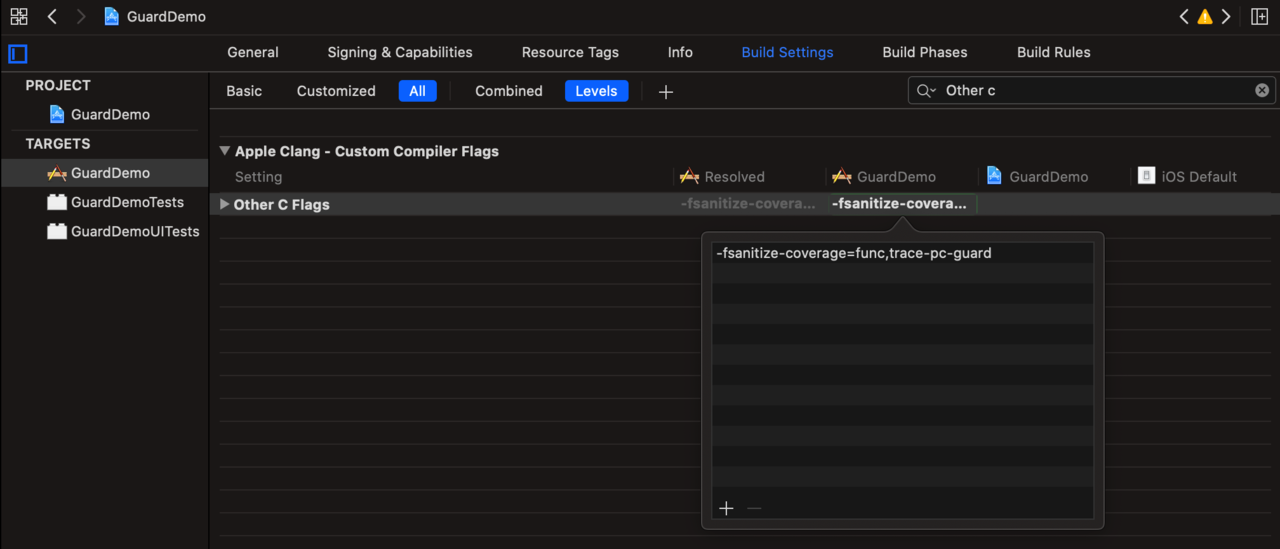 GuardDemo
General Signing & Capabilities Resource Tags Info Build Settings Build Phases Build Rules
PROJECT
GuardDemo
TARGETS
GuardDemo
GuardDemoTests
GuardDemoUITests
Basic Customized All Combined Levels + Other c
Apple Clang - Custom Compiler Flags
Setting Resolved GuardDemo GuardDemo iOS Default
Other C Flags -fsanitize-covera... -fsanitize-covera...
-fsanitize-coverage=func,trace-pc-guard